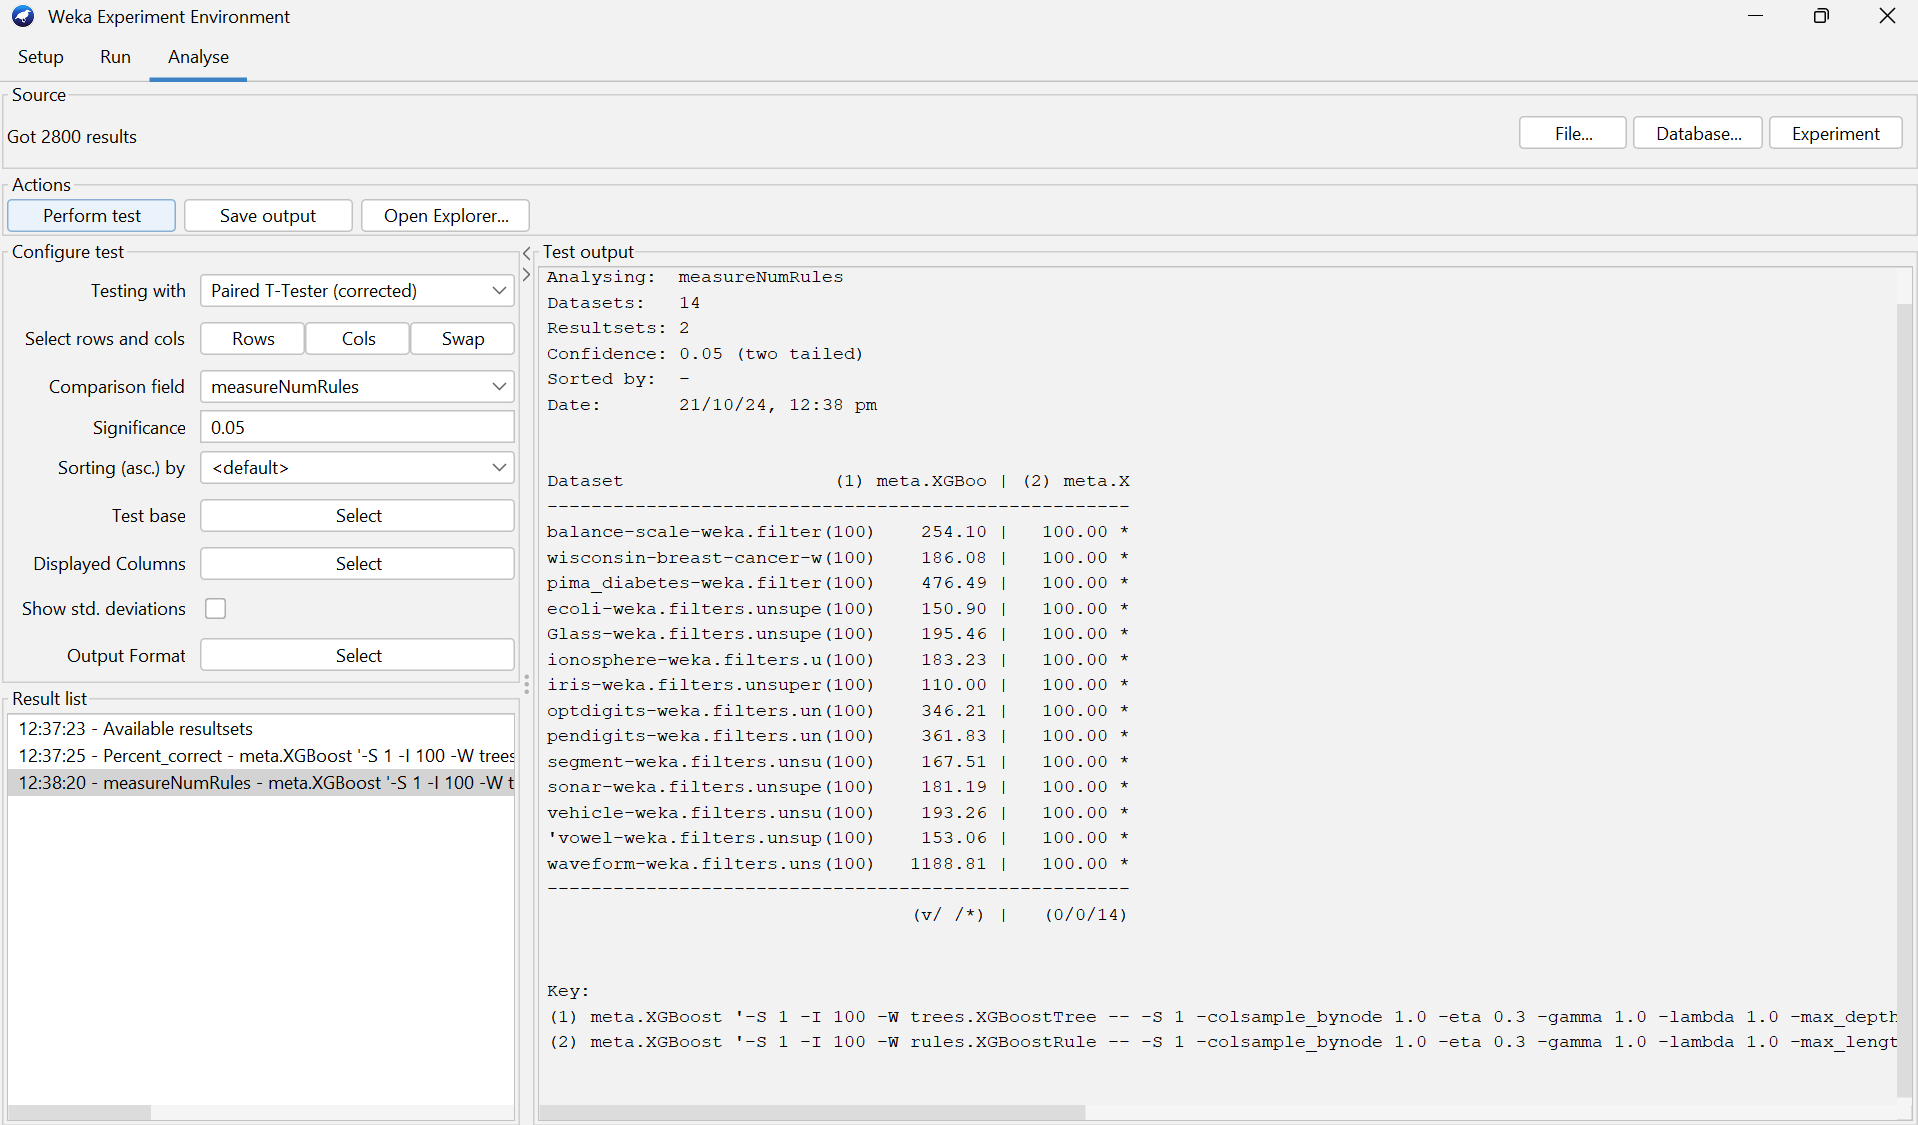 Weka Experiment Environment
Setup Run Analyse
Source
Got 2800 results
File... Database... Experiment
Actions
Perform test Save output Open Explorer...
Configure test
Testing with Paired T-Tester (corrected)
Select rows and cols Rows Cols Swap
Comparison field measureNumRules
Significance 0.05
Sorting (asc.) by <default>
Test base Select
Displayed Columns Select
Show std. deviations
Output Format Select
Result list
12:37:23 - Available resultsets
12:37:25 - Percent_correct - meta.XGBoost '-S 1 -I 100 -W trees
12:38:20 - measureNumRules - meta.XGBoost '-S 1 -I 100 -W t
Test output
Analysing: measureNumRules
Datasets: 14
Resultsets: 2
Confidence: 0.05 (two tailed)
Sorted by: -
Date: 21/10/24, 12:38 pm
Dataset (1) meta.XGBoo | (2) meta.X
-----------------------------------------------------
balance-scale-weka.filter(100) 254.10 | 100.00 *
wisconsin-breast-cancer-w(100) 186.08 | 100.00 *
pima_diabetes-weka.filter(100) 476.49 | 100.00 *
ecoli-weka.filters.unsupe(100) 150.90 | 100.00 *
Glass-weka.filters.unsupe(100) 195.46 | 100.00 *
ionosphere-weka.filters.u(100) 183.23 | 100.00 *
iris-weka.filters.unsuper(100) 110.00 | 100.00 *
optdigits-weka.filters.un(100) 346.21 | 100.00 *
pendigits-weka.filters.un(100) 361.83 | 100.00 *
segment-weka.filters.unsu(100) 167.51 | 100.00 *
sonar-weka.filters.unsupe(100) 181.19 | 100.00 *
vehicle-weka.filters.unsu(100) 193.26 | 100.00 *
'vowel-weka.filters.unsup(100) 153.06 | 100.00 *
waveform-weka.filters.uns(100) 1188.81 | 100.00 *
-----------------------------------------------------
(v/ /*) | (0/0/14)
Key:
(1) meta.XGBoost '-S 1 -I 100 -W trees.XGBoostTree -- -S 1 -colsample_bynode 1.0 -eta 0.3 -gamma 1.0 -lambda 1.0 -max_depth
(2) meta.XGBoost '-S 1 -I 100 -W rules.XGBoostRule -- -S 1 -colsample_bynode 1.0 -eta 0.3 -gamma 1.0 -lambda 1.0 -max_lengt